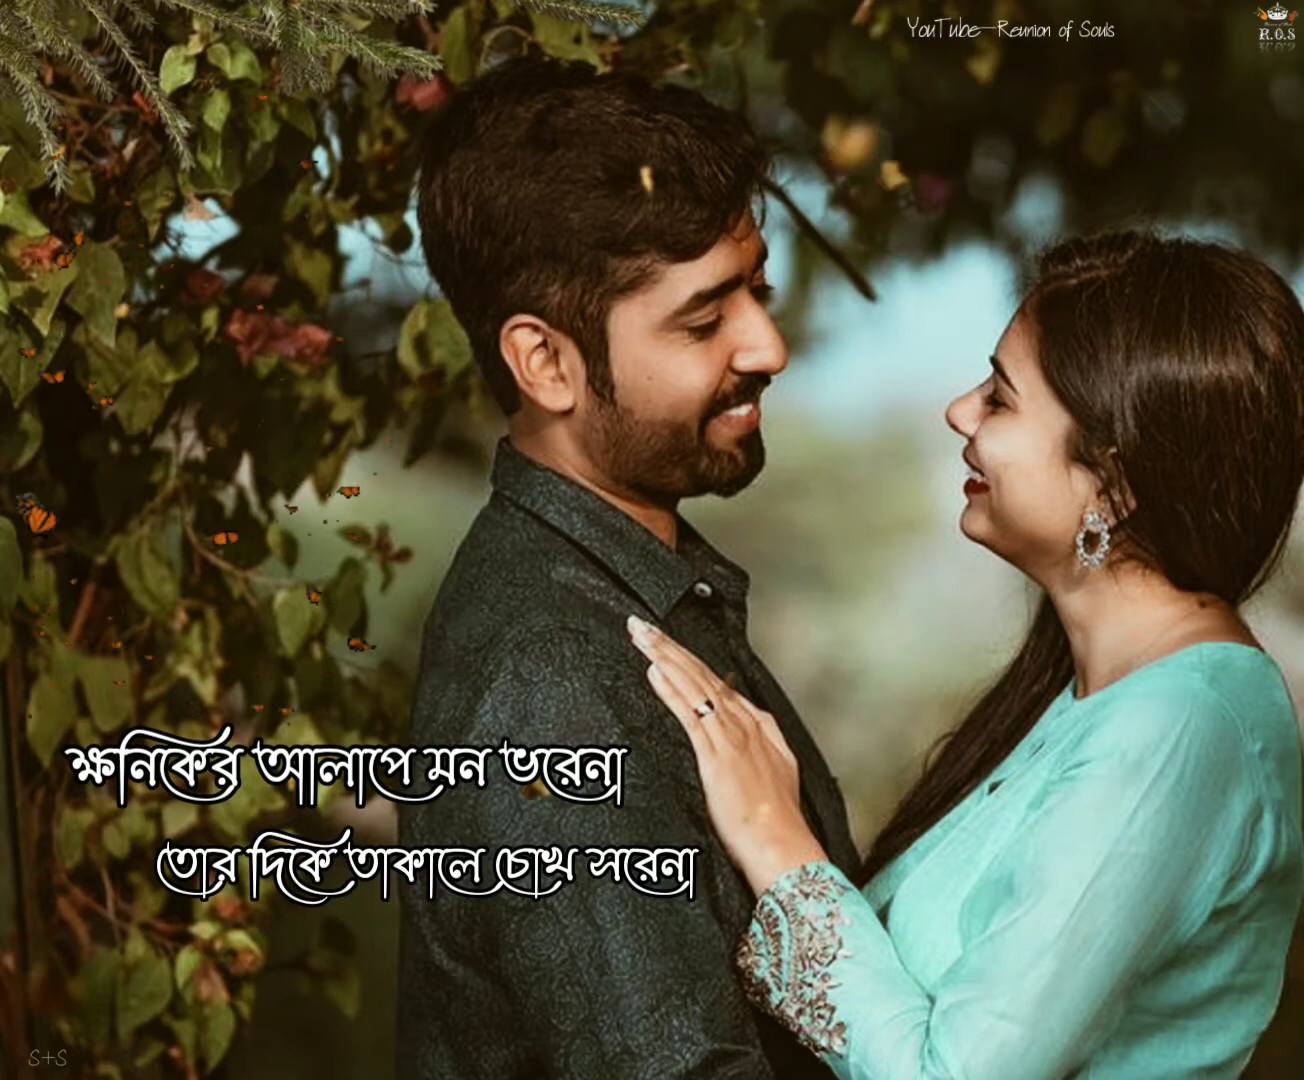 YouTube-Reunion of Souls
R.O.S
ক্ষনিকের আলাপে মন ভরেনা
তোর দিকে তাকালে চোখ সরেনা
S+S